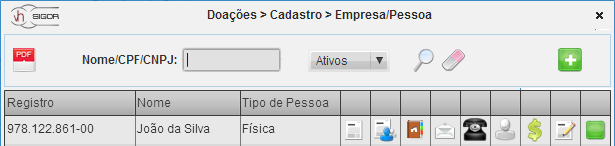 vh SIGOR Doações > Cadastro > Empresa/Pessoa x
PDF Nome/CPF/CNPJ: Ativos
Registro Nome Tipo de Pessoa
978.122.861-00 João da Silva Física